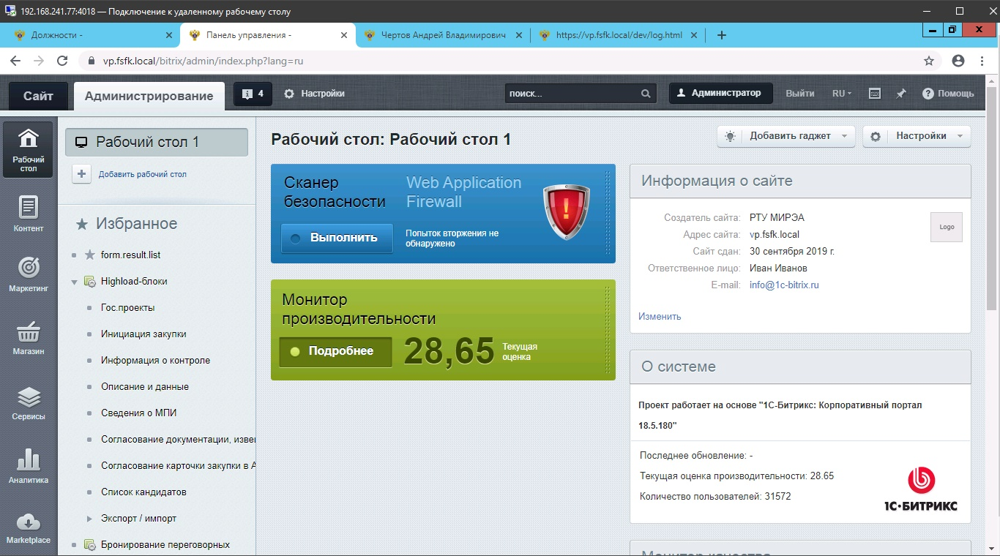 192.168.241.77:4018 — Подключение к удаленному рабочему столу
Должности -
Панель управления -
Чертов Андрей Владимирович
https://vp.fsfk.local/dev/log.html
vp.fsfk.local/bitrix/admin/index.php?lang=ru
Сайт
Администрирование
4
Настройки
поиск...
Администратор
Выйти
RU
Помощь
Рабочий
стол
Контент
Маркетинг
Магазин
Сервисы
Аналитика
Marketplace
Рабочий стол 1
Добавить рабочий стол
Избранное
form.result.list
Highload-блоки
Гос.проекты
Инициация закупки
Информация о контроле
Описание и данные
Сведения о МПИ
Согласование документации, изве
Согласование карточки закупки в А
Список кандидатов
Экспорт / импорт
Бронирование переговорных
Рабочий стол: Рабочий стол 1
Добавить гаджет
Настройки
Сканер
безопасности
Web Application
Firewall
Выполнить
Попыток вторжения не
обнаружено
Монитор
производительности
Подробнее
28,65
Текущая
оценка
Информация о сайте
Создатель сайта: РТУ МИРЭА
Адрес сайта: vp.fsfk.local
Сайт сдан: 30 сентября 2019 г.
Ответственное лицо: Иван Иванов
E-mail: info@1c-bitrix.ru
Logo
Изменить
О системе
Проект работает на основе "1С-Битрикс: Корпоративный портал
18.5.180"
Последнее обновление: -
Текущая оценка производительности: 28.65
Количество пользователей: 31572
1С·БИТРИКС
Монитор качества